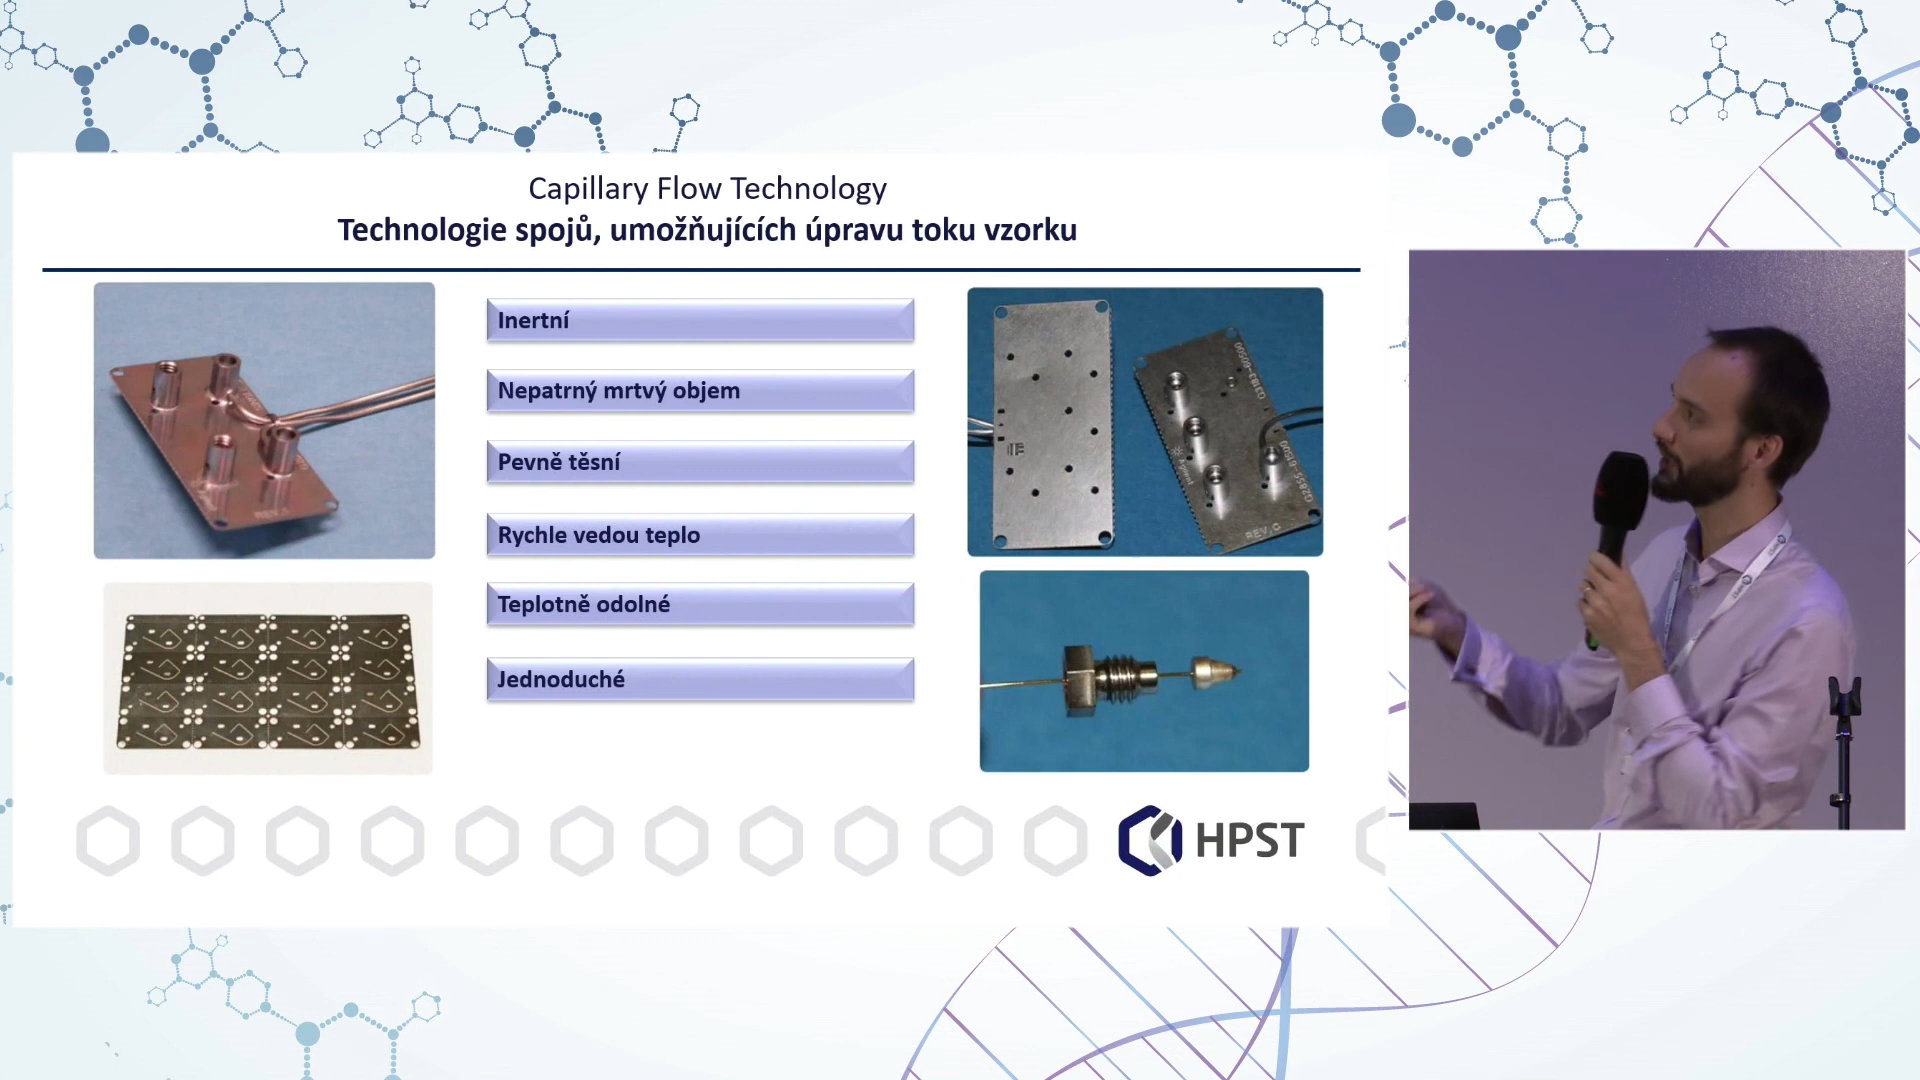 Capillary Flow Technology
Technologie spojů, umožňujících úpravu toku vzorku
Inertní
Nepatrný mrtvý objem
Pevně těsní
Rychle vedou teplo
Teplotně odolné
Jednoduché
REV. C
HPST